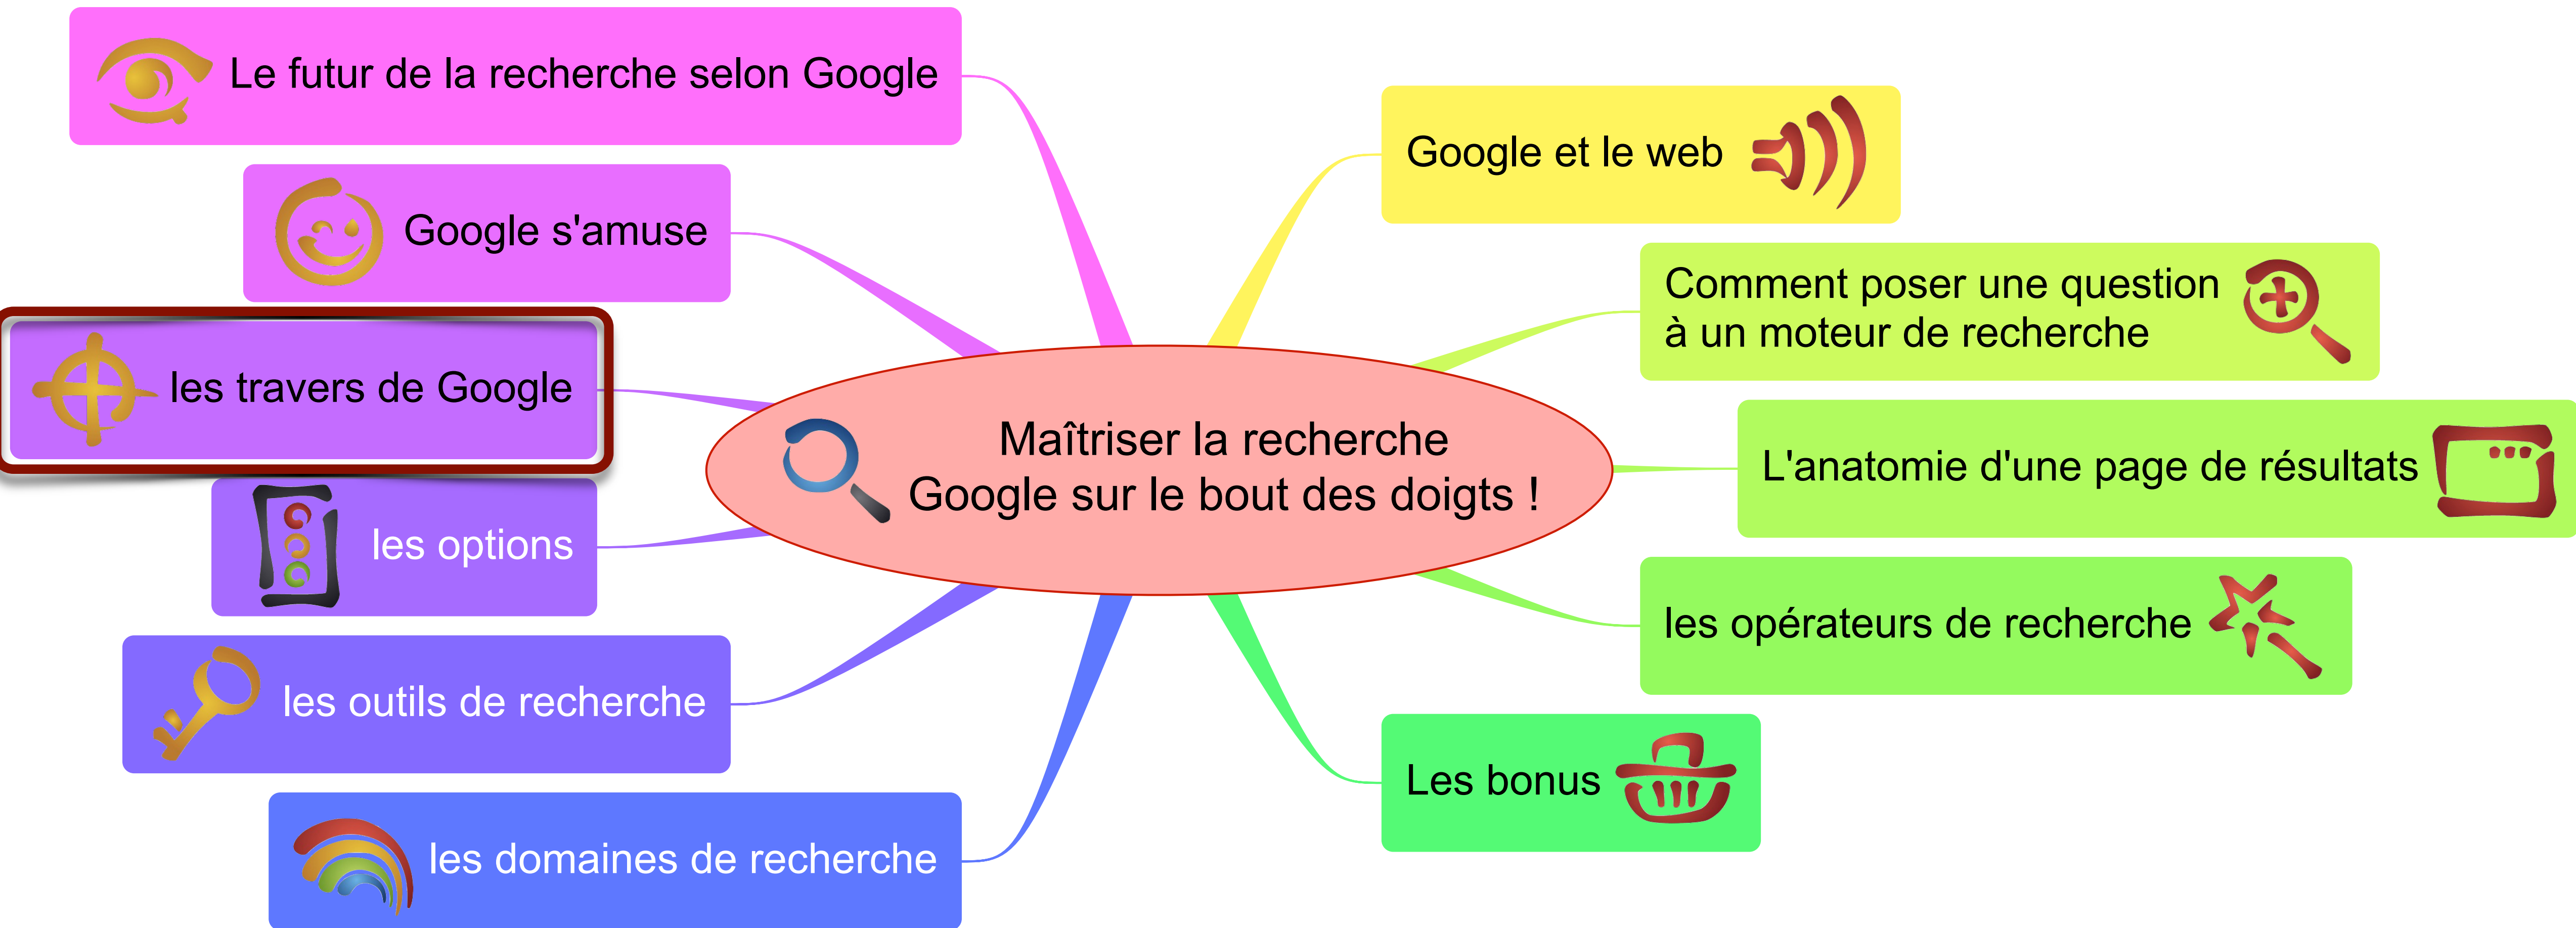 Le futur de la recherche selon Google
Google s'amuse
les travers de Google
les options
les outils de recherche
les domaines de recherche
Maîtriser la recherche
Google sur le bout des doigts !
Google et le web
Comment poser une question
à un moteur de recherche
L'anatomie d'une page de résultats
les opérateurs de recherche
Les bonus